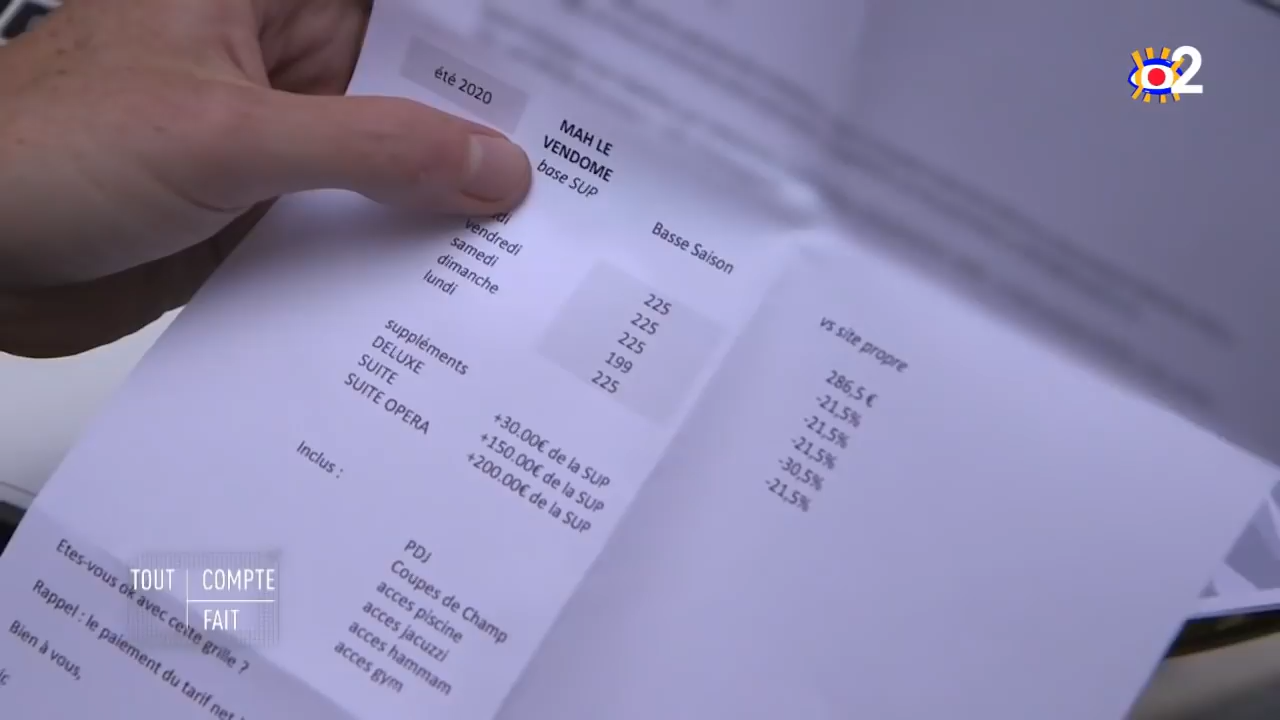 2
été 2020
MAH LE
VENDOME
base SUP
Basse Saison
vs site propre
286,5 €
di 225 -21,5%
vendredi 225 -21,5%
samedi 225 -21,5%
dimanche 199 -30,5%
lundi 225 -21,5%
suppléments
DELUXE +30.00€ de la SUP
SUITE +150.00€ de la SUP
SUITE OPERA +200.00€ de la SUP
Inclus :
PDJ
Coupes de Champ
acces piscine
acces jacuzzi
acces hammam
acces gym
Etes-vous ok avec cette grille ?
Rappel : le paiement du tarif net
Bien à vous,
TOUT COMPTE
FAIT